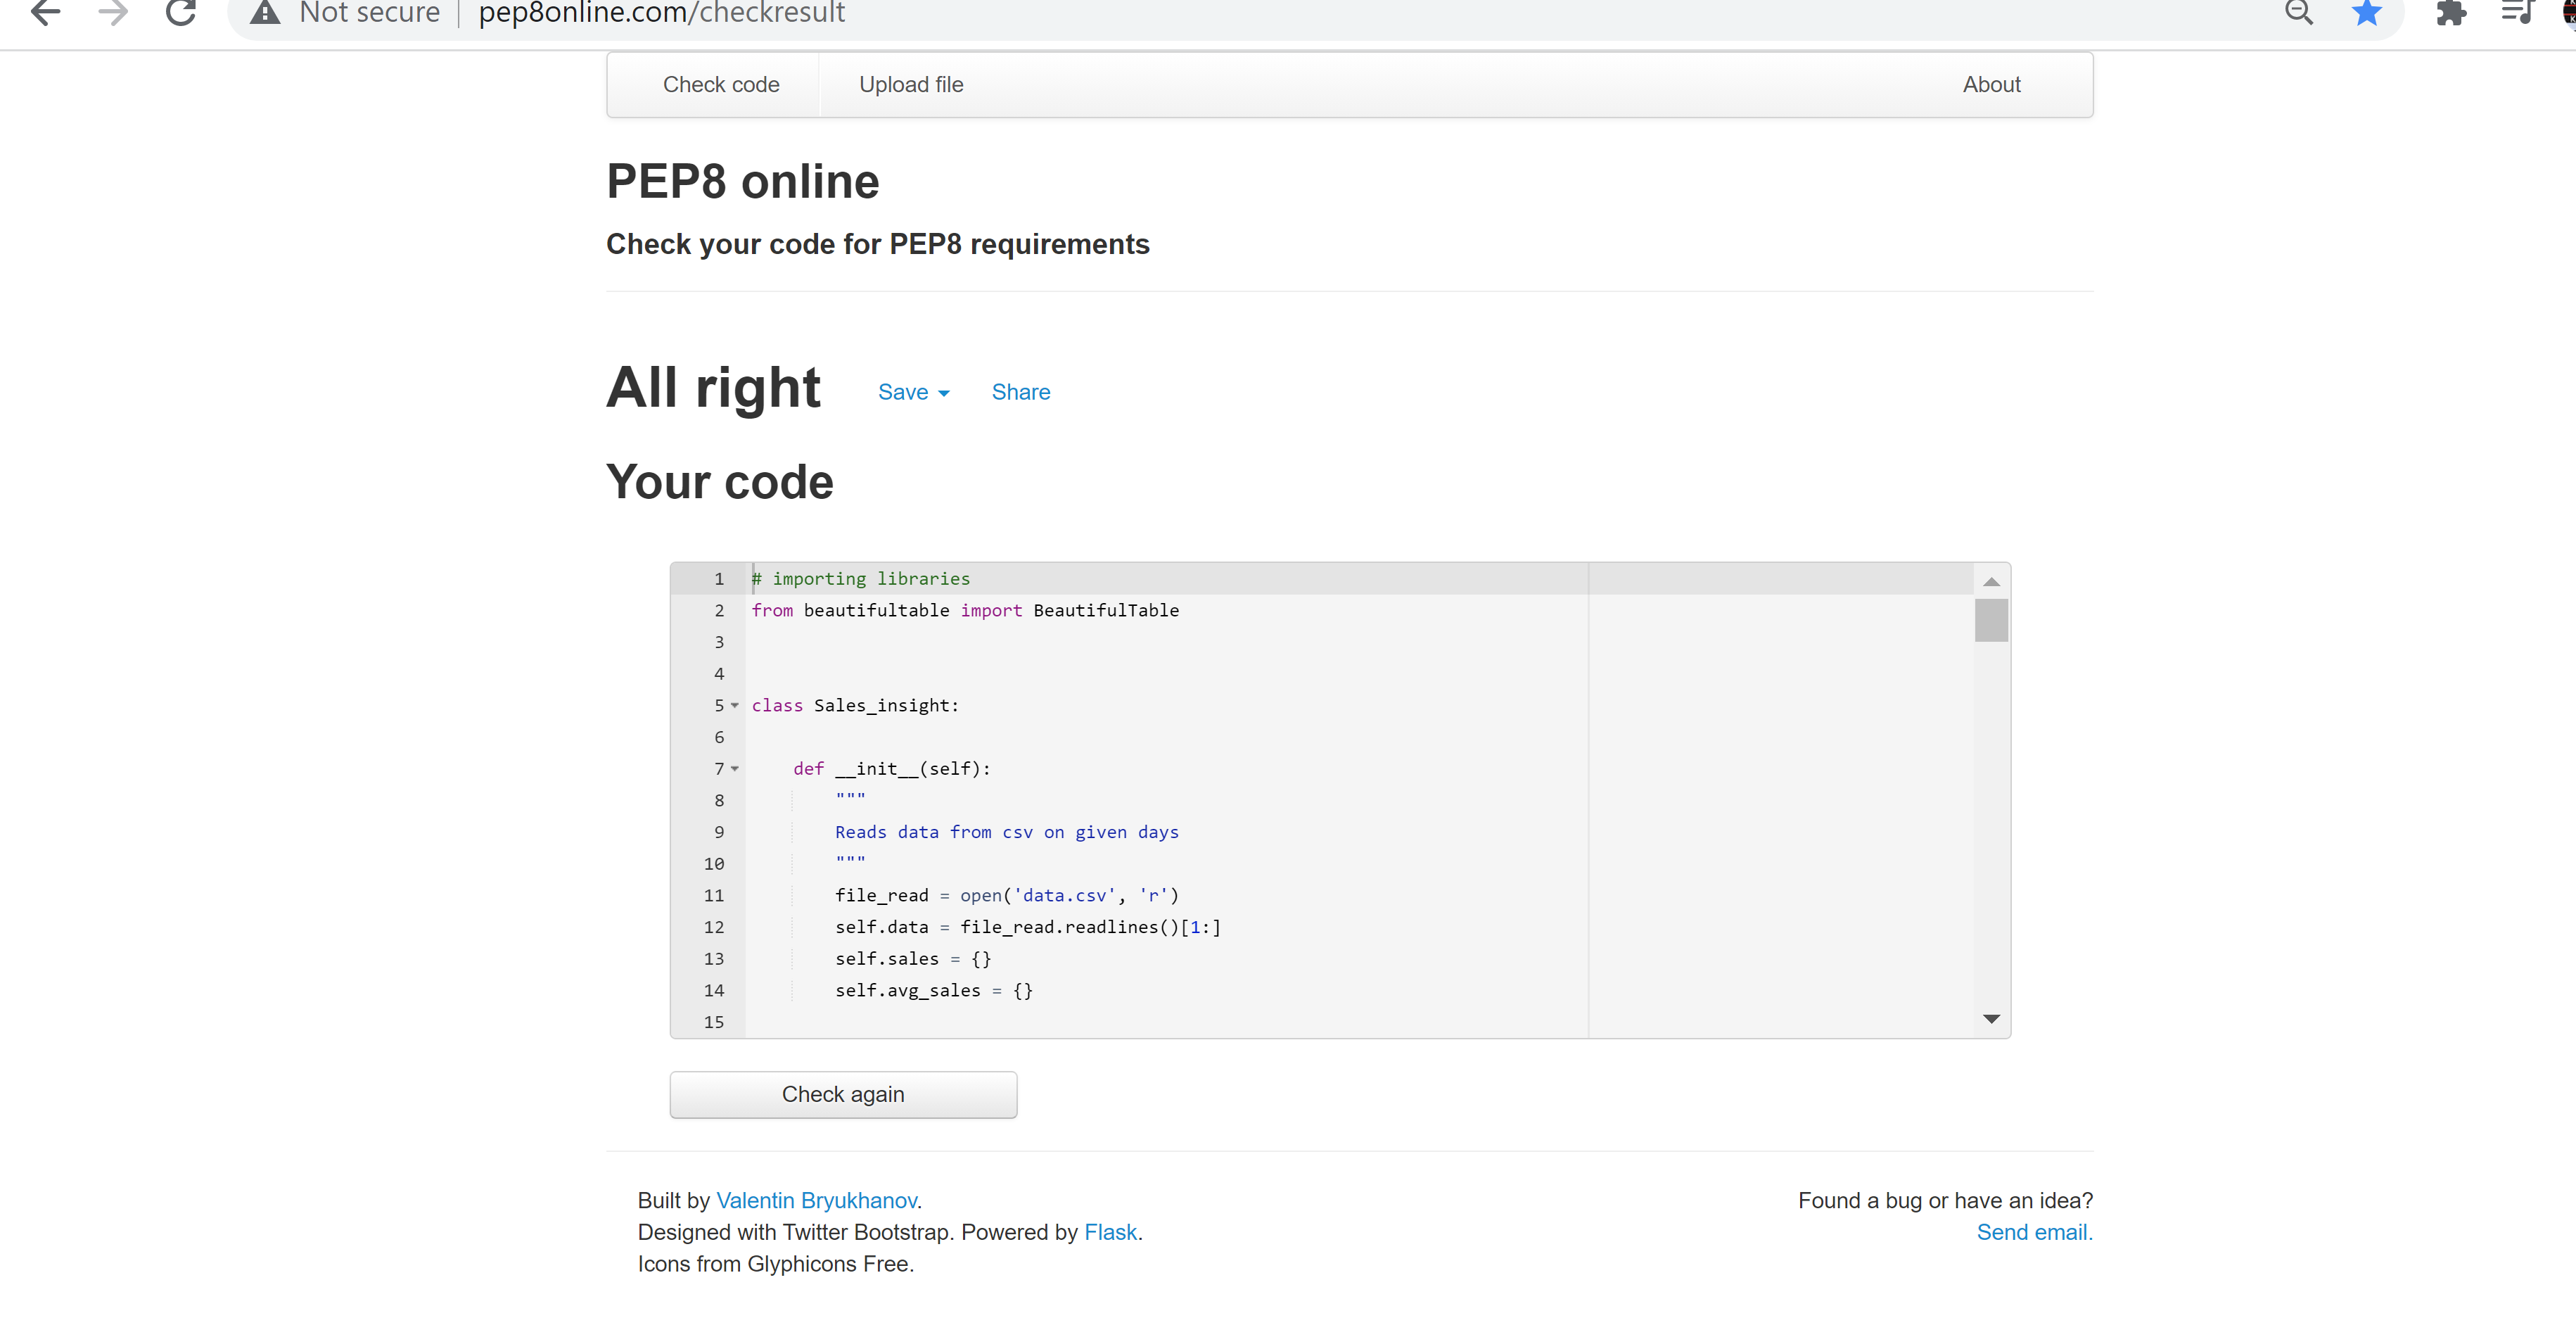 Not secure | pep8online.com/checkresult
Check code Upload file About
PEP8 online
Check your code for PEP8 requirements
All right Save Share
Your code
1 # importing libraries
2 from beautifultable import BeautifulTable
3
4
5 class Sales_insight:
6
7     def __init__(self):
8         """
9         Reads data from csv on given days
10         """
11         file_read = open('data.csv', 'r')
12         self.data = file_read.readlines()[1:]
13         self.sales = {}
14         self.avg_sales = {}
15
Check again
Built by Valentin Bryukhanov.
Designed with Twitter Bootstrap. Powered by Flask.
Icons from Glyphicons Free.
Found a bug or have an idea?
Send email.